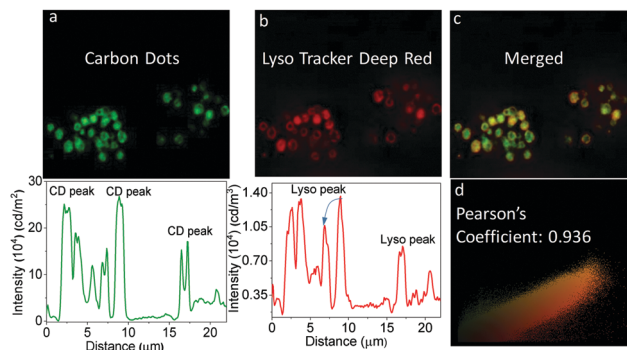 a
Carbon Dots
b
Lyso Tracker Deep Red
c
Merged
Intensity (10⁴) (cd/m²)
30
25
20
15
10
5
0
CD peak
CD peak
CD peak
0 5 10 15 20
Distance (μm)
Intensity (10⁴) (cd/m³)
1.40
1.05
0.70
0.35
Lyso peak
Lyso peak
0 5 10 15 20
Distance (μm)
d
Pearson's
Coefficient: 0.936